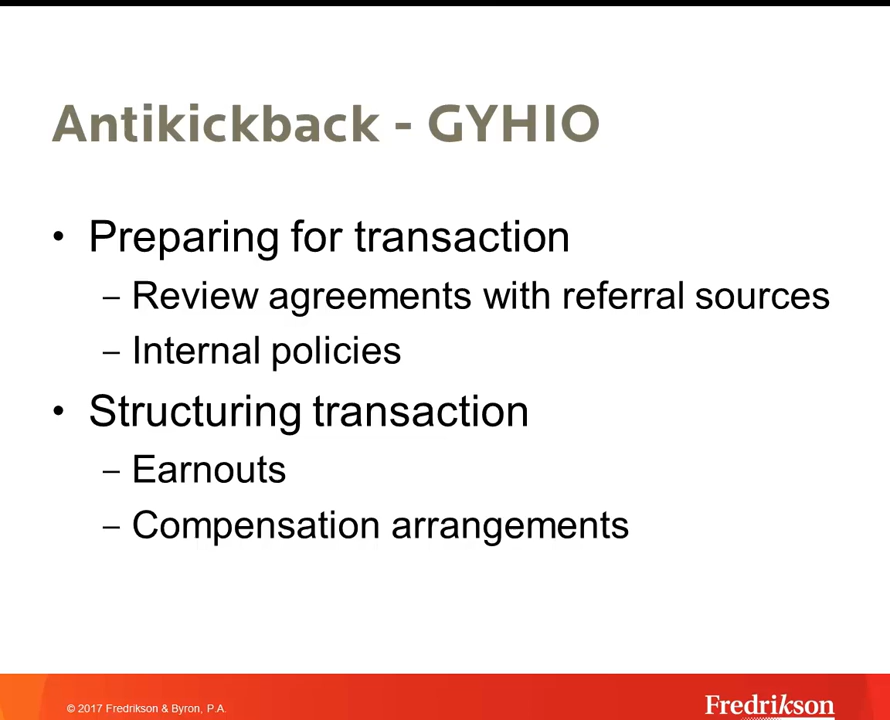 Antikickback - GYHIO
• Preparing for transaction
– Review agreements with referral sources
– Internal policies
• Structuring transaction
– Earnouts
– Compensation arrangements
© 2017 Fredrikson & Byron, P.A.
Fredrikson